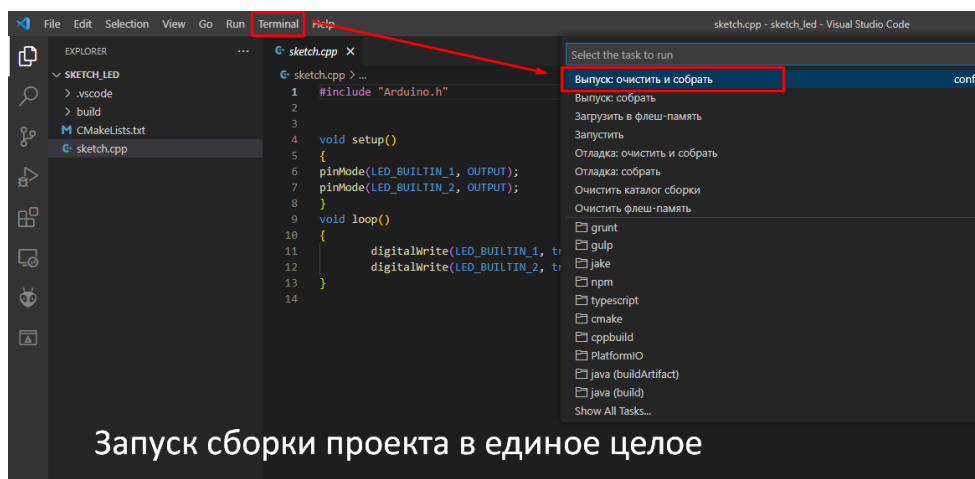 File Edit Selection View Go Run Terminal Help sketch.cpp - sketch_led - Visual Studio Code
EXPLORER ...
SKETCH_LED
.vscode
build
CMakeLists.txt
sketch.cpp
sketch.cpp
sketch.cpp > ...
1 #include "Arduino.h"
2
3
4 void setup()
5 {
6 pinMode(LED_BUILTIN_1, OUTPUT);
7 pinMode(LED_BUILTIN_2, OUTPUT);
8 }
9 void loop()
10 {
11 digitalWrite(LED_BUILTIN_1, t
12 digitalWrite(LED_BUILTIN_2, t
13 }
14
Select the task to run
Выпуск: очистить и собрать conf
Выпуск: собрать
Загрузить в флеш-память
Запустить
Отладка: очистить и собрать
Отладка: собрать
Очистить каталог сборки
Очистить флеш-память
grunt
gulp
jake
npm
typescript
cmake
cppbuild
PlatformIO
java (buildArtifact)
java (build)
Show All Tasks...
Запуск сборки проекта в единое целое